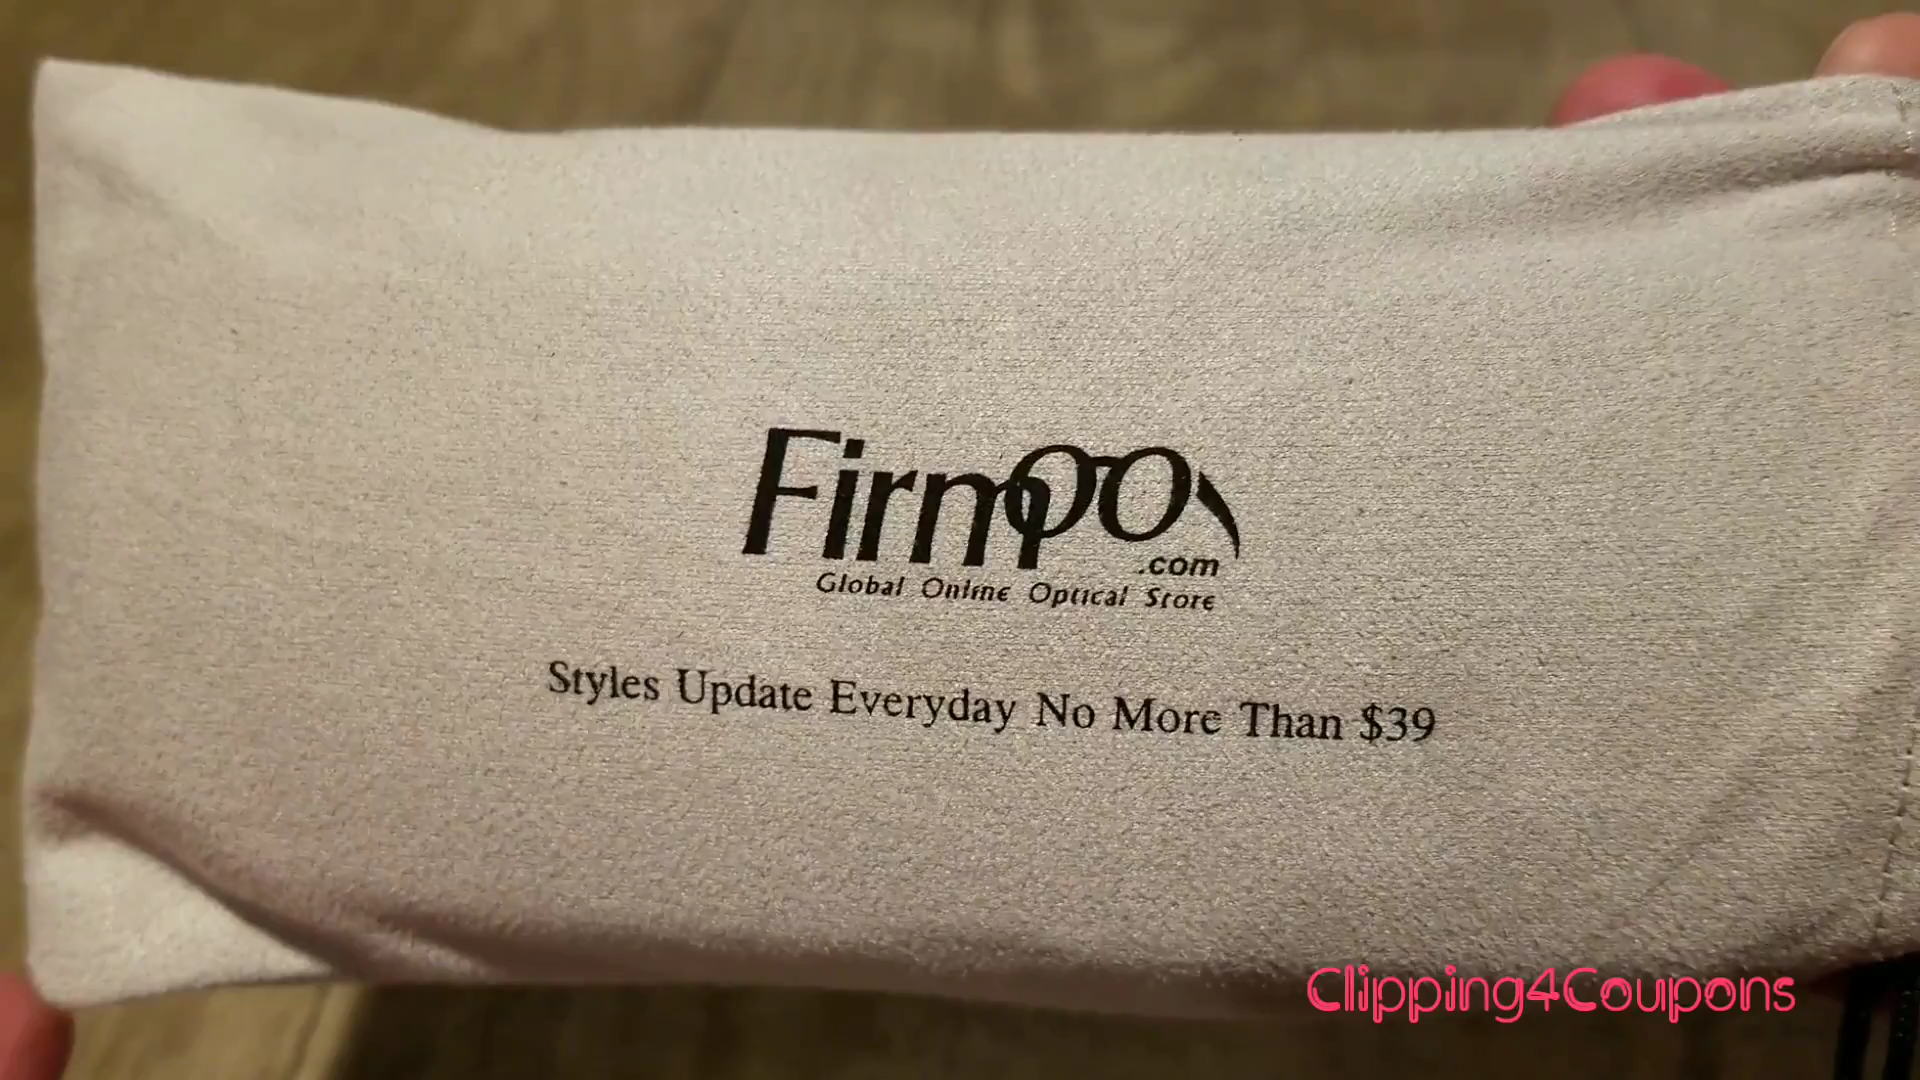 Firmoo
.com
Global Online Optical Store
Styles Update Everyday No More Than $39
Clipping4Coupons